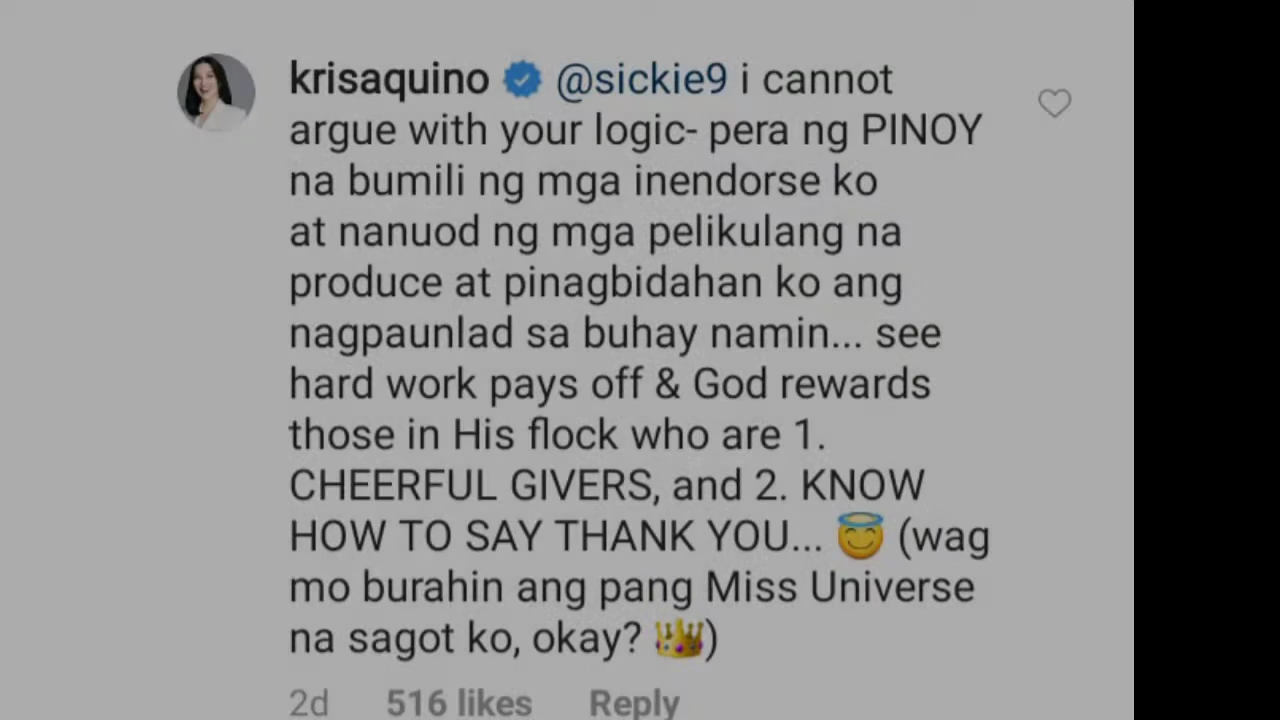 krisaquino @sickie9 i cannot
argue with your logic- pera ng PINOY
na bumili ng mga inendorse ko
at nanuod ng mga pelikulang na
produce at pinagbidahan ko ang
nagpaunlad sa buhay namin... see
hard work pays off & God rewards
those in His flock who are 1.
CHEERFUL GIVERS, and 2. KNOW
HOW TO SAY THANK YOU... 😇 (wag
mo burahin ang pang Miss Universe
na sagot ko, okay? 👑)
2d 516 likes Reply